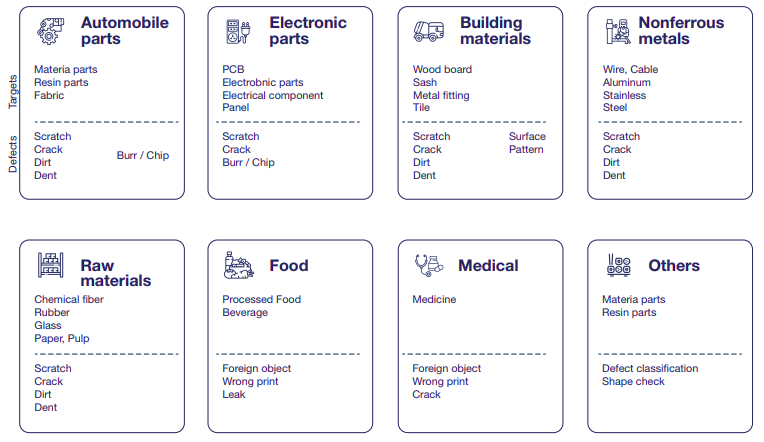 Automobile
parts
Targets
Materia parts
Resin parts
Fabric
Defects
Scratch
Crack
Dirt
Dent
Burr / Chip
Electronic
parts
PCB
Electrobnic parts
Electrical component
Panel
Scratch
Crack
Burr / Chip
Building
materials
Wood board
Sash
Metal fitting
Tile
Scratch
Crack
Dirt
Dent
Surface
Pattern
Nonferrous
metals
Wire, Cable
Aluminum
Stainless
Steel
Scratch
Crack
Dirt
Dent
Raw
materials
Chemical fiber
Rubber
Glass
Paper, Pulp
Scratch
Crack
Dirt
Dent
Food
Processed Food
Beverage
Foreign object
Wrong print
Leak
Medical
Medicine
Foreign object
Wrong print
Crack
Others
Materia parts
Resin parts
Defect classification
Shape check